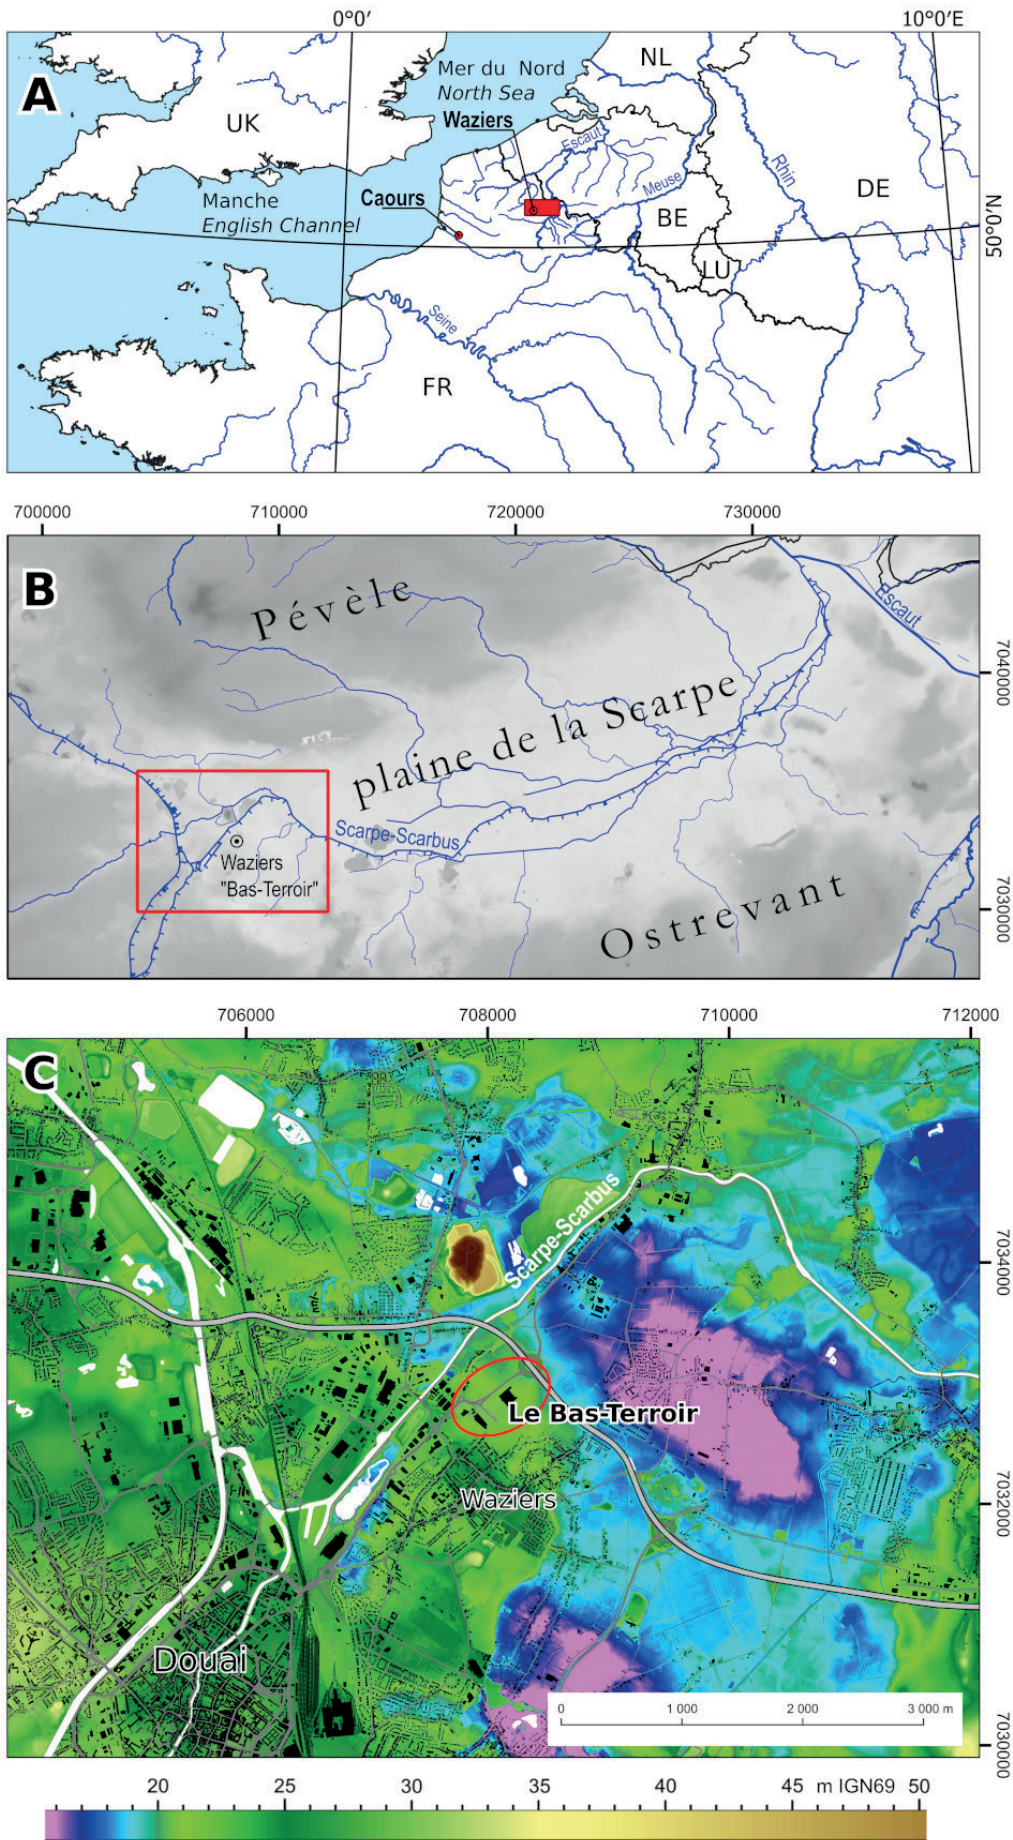 0°0′
10°0′E
A
Mer du Nord
North Sea
NL
UK
Waziers
Escaut
Rhin
Manche
English Channel
Caours
Meuse
BE
DE
50°0′N
LU
Seine
FR
700000
710000
720000
730000
B
Pévèle
Escaut
7040000
plaine de la Scarpe
Scarpe-Scarbus
Waziers
"Bas-Terroir"
Ostrevant
7030000
706000
708000
710000
712000
C
Scarpe-Scarbus
7034000
Le Bas-Terroir
Waziers
7032000
Douai
0
1 000
2 000
3 000 m
7030000
20
25
30
35
40
45
m IGN69
50